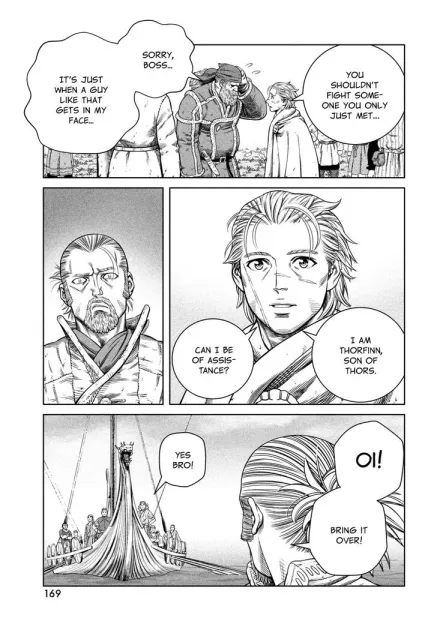 YOU
SHOULDN'T
FIGHT SOME-
ONE YOU ONLY
JUST MET...
SORRY,
BOSS...
IT'S JUST
WHEN A GUY
LIKE THAT
GETS IN MY
FACE...
I AM
THORFINN,
SON OF
THORS.
CAN I BE
OF ASSIS-
TANCE?
OI!
BRING IT
OVER!
YES
BRO!
169